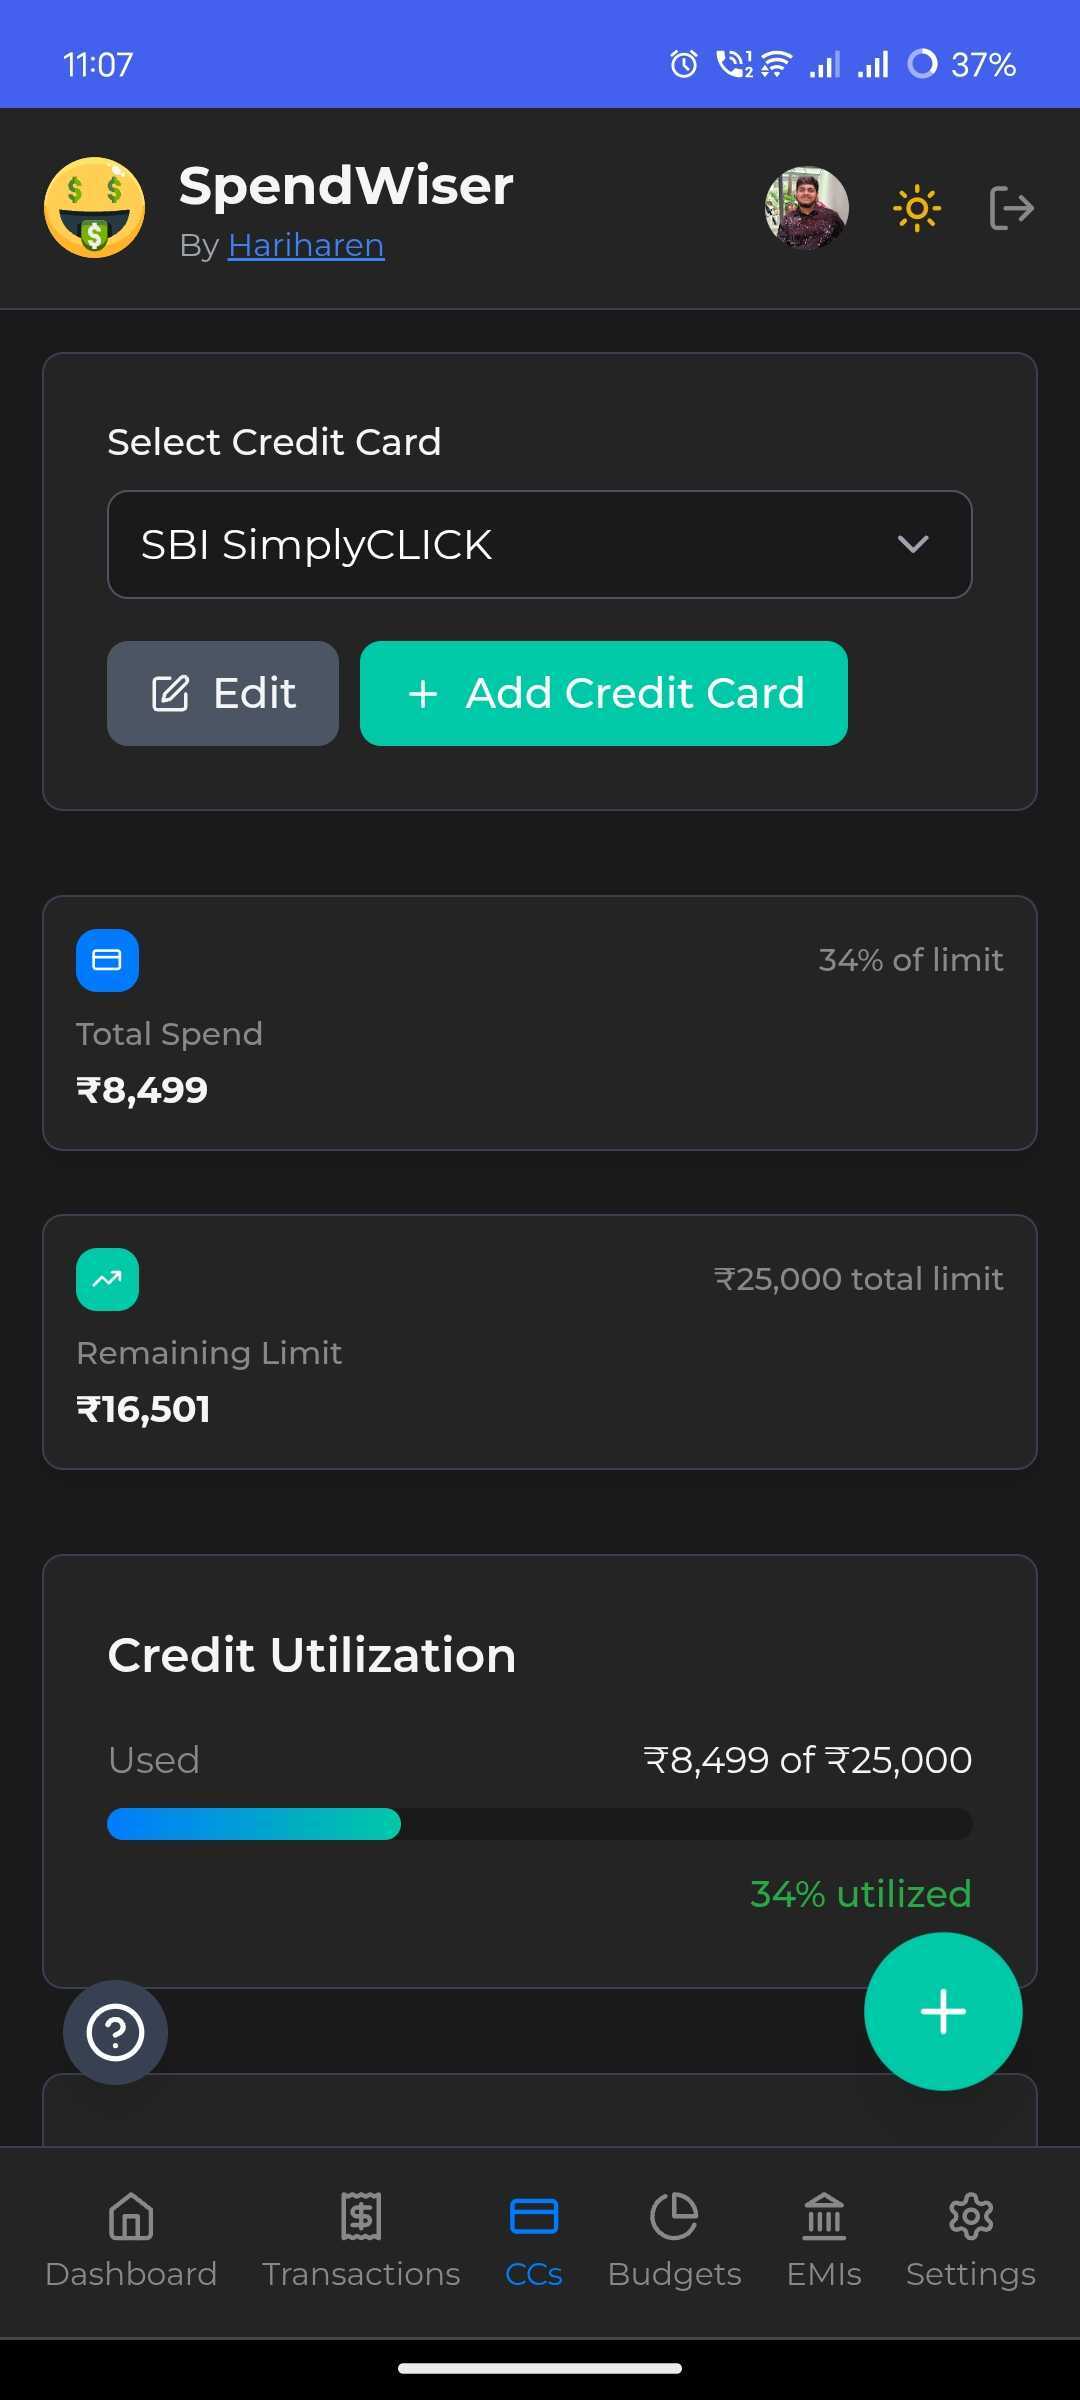 11:07
37%
SpendWiser
By Hariharen
Select Credit Card
SBI SimplyCLICK
Edit
+ Add Credit Card
34% of limit
Total Spend
₹8,499
₹25,000 total limit
Remaining Limit
₹16,501
Credit Utilization
Used ₹8,499 of ₹25,000
34% utilized
Dashboard Transactions CCs Budgets EMIs Settings